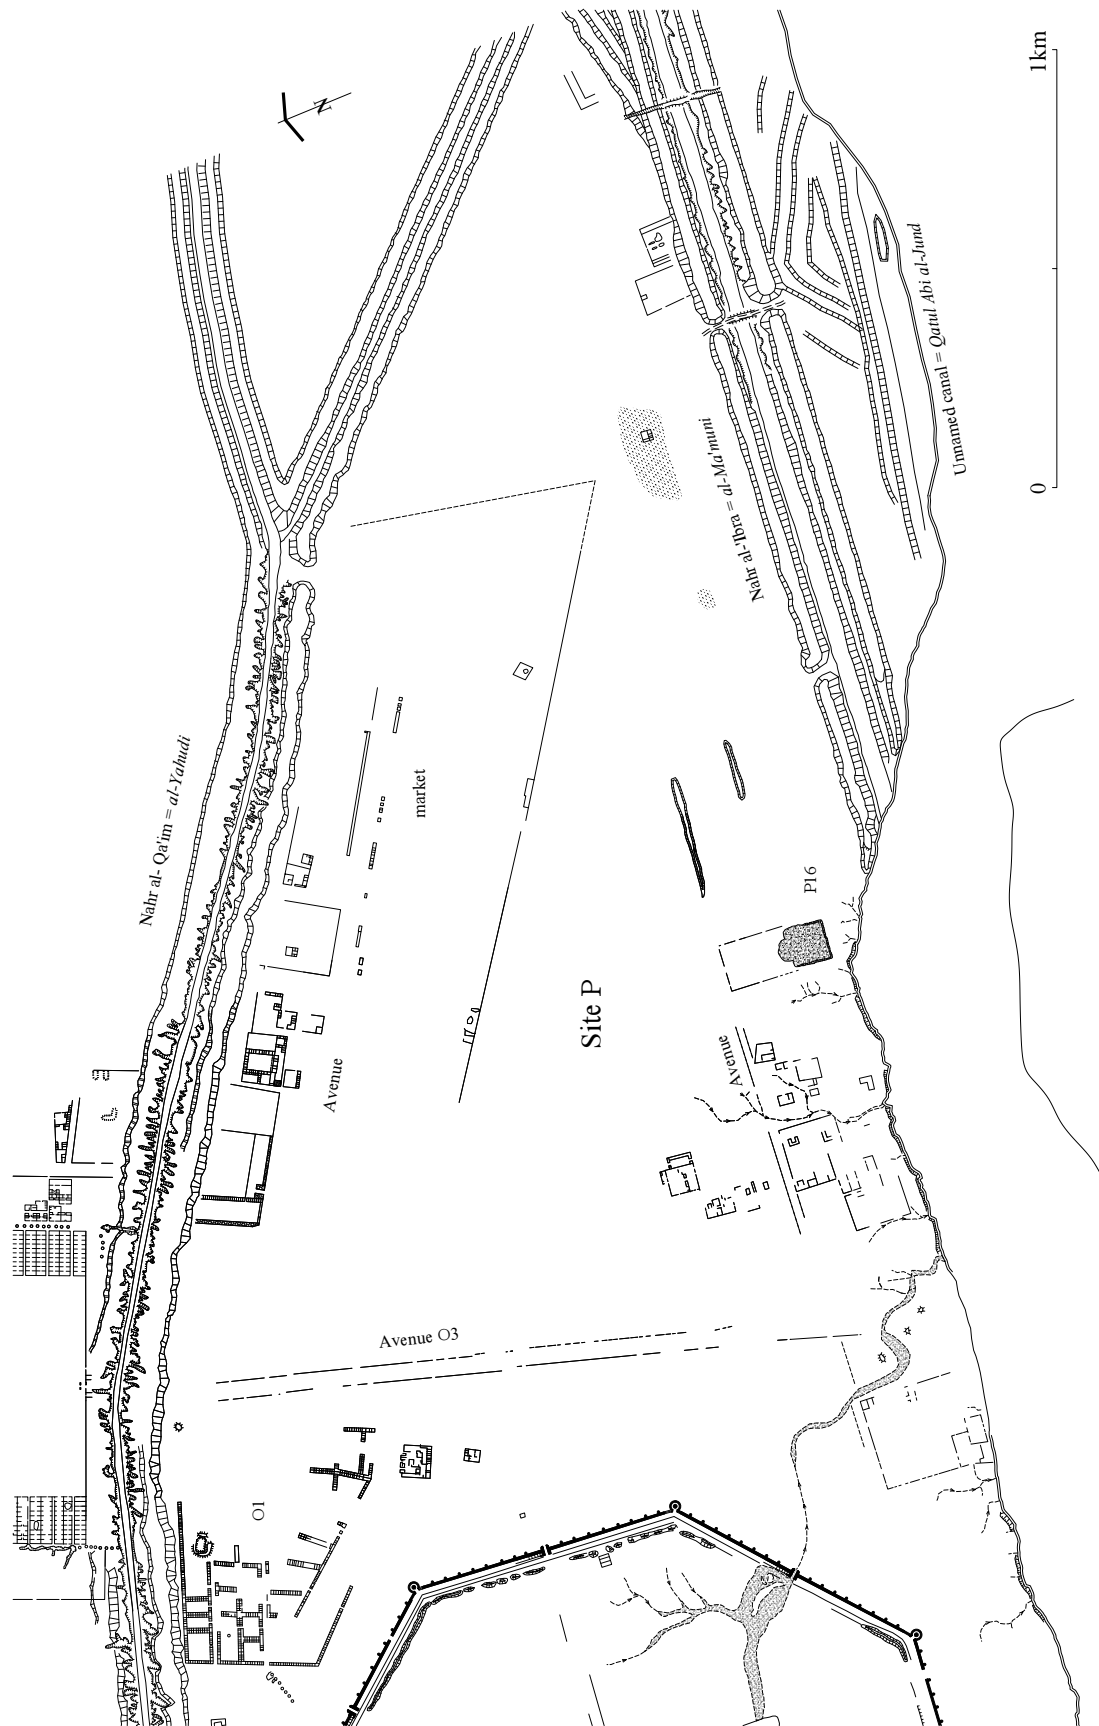 1km
N
Unnamed canal = Qatul Abi al-Jund
Nahr al-'Ibra = al-Ma'muni
0
Nahr al-Qa'im = al-Yahudi
market
P16
Site P
Avenue
Avenue
Avenue O3
O1